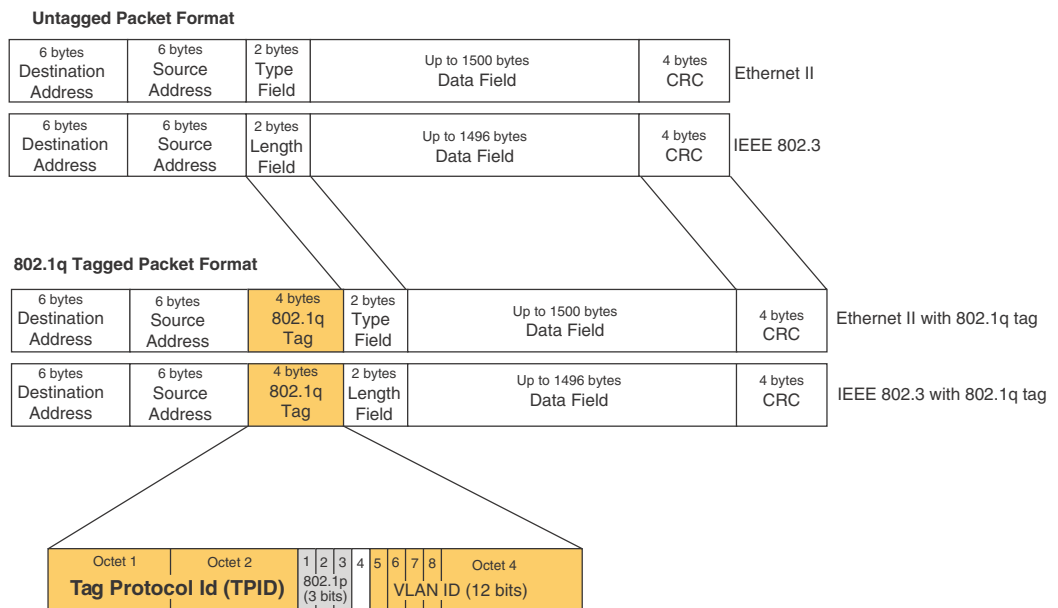 Untagged Packet Format
6 bytes
Destination
Address
6 bytes
Source
Address
2 bytes
Type
Field
Up to 1500 bytes
Data Field
4 bytes
CRC
Ethernet II
6 bytes
Destination
Address
6 bytes
Source
Address
2 bytes
Length
Field
Up to 1496 bytes
Data Field
4 bytes
CRC
IEEE 802.3
802.1q Tagged Packet Format
6 bytes
Destination
Address
6 bytes
Source
Address
4 bytes
802.1q
Tag
2 bytes
Type
Field
Up to 1500 bytes
Data Field
4 bytes
CRC
Ethernet II with 802.1q tag
6 bytes
Destination
Address
6 bytes
Source
Address
4 bytes
802.1q
Tag
2 bytes
Length
Field
Up to 1496 bytes
Data Field
4 bytes
CRC
IEEE 802.3 with 802.1q tag
Octet 1
Octet 2
1 2 3 4 5 6 7 8
Octet 4
Tag Protocol Id (TPID)
802.1p
(3 bits)
VLAN ID (12 bits)